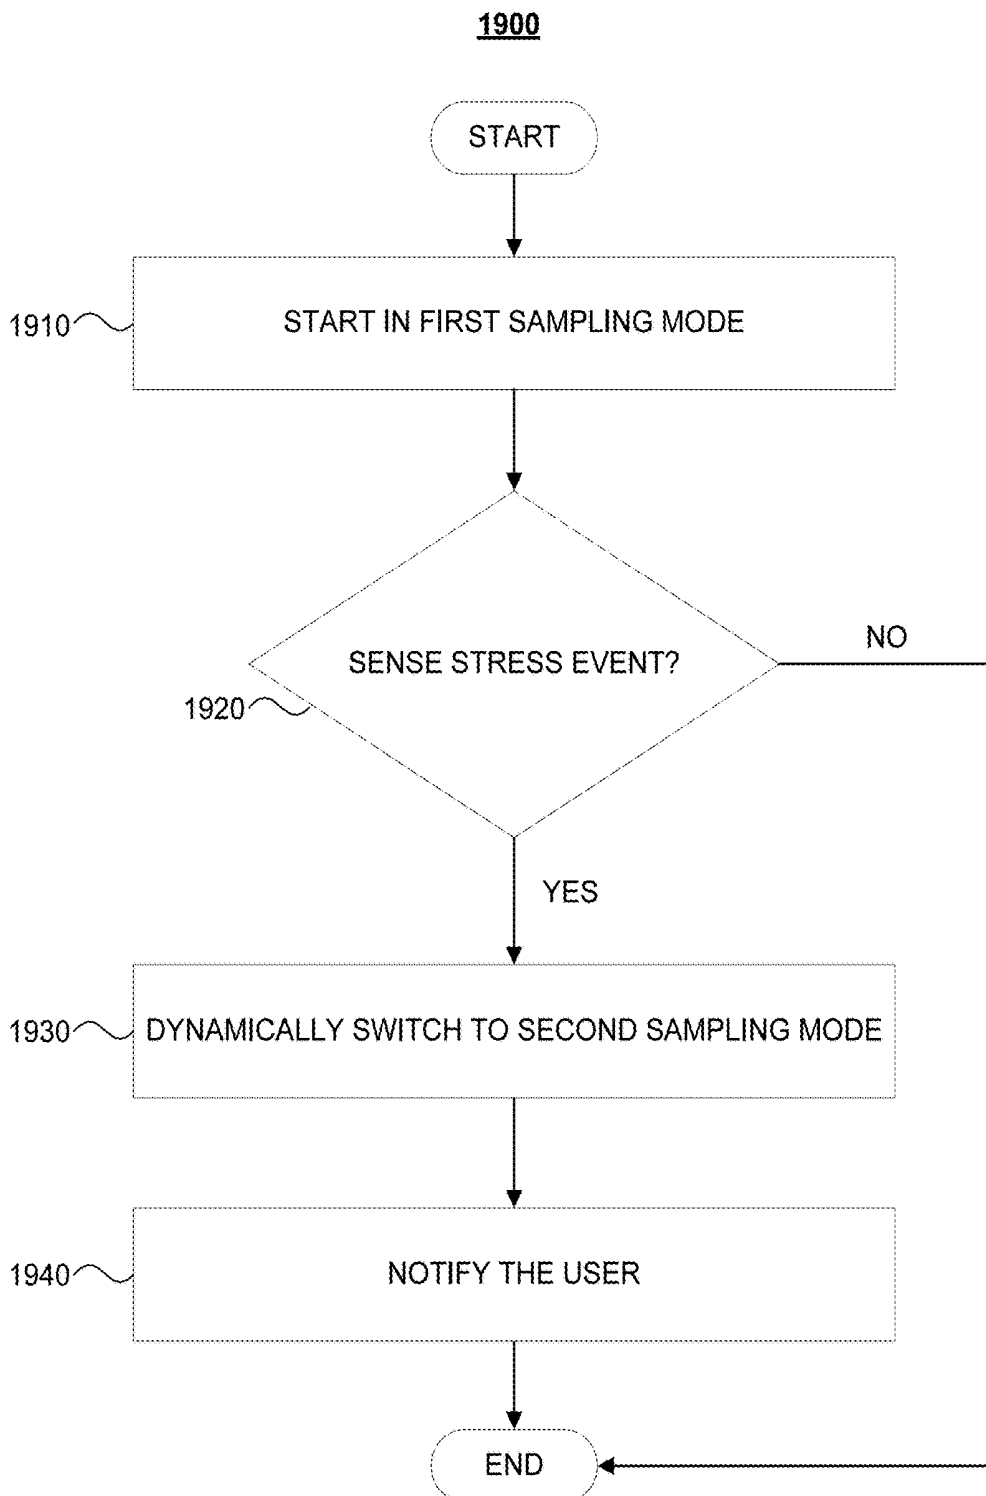 1900
START
1910
START IN FIRST SAMPLING MODE
SENSE STRESS EVENT?
NO
1920
YES
1930
DYNAMICALLY SWITCH TO SECOND SAMPLING MODE
1940
NOTIFY THE USER
END